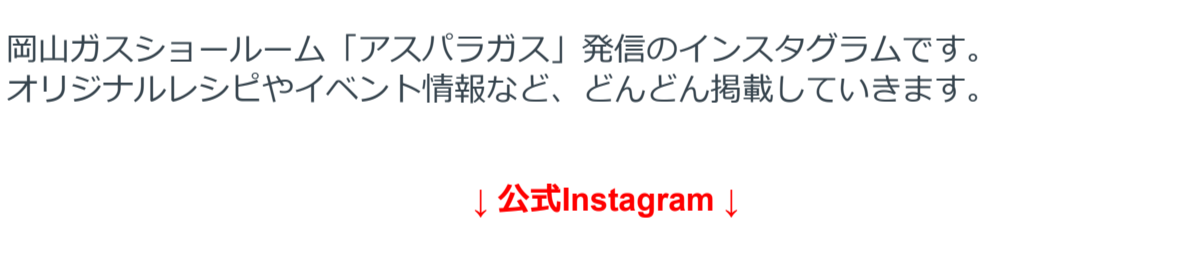 岡山ガスショールーム「アスパラガス」発信のインスタグラムです。
オリジナルレシピやイベント情報など、どんどん掲載していきます。
↓ 公式Instagram ↓